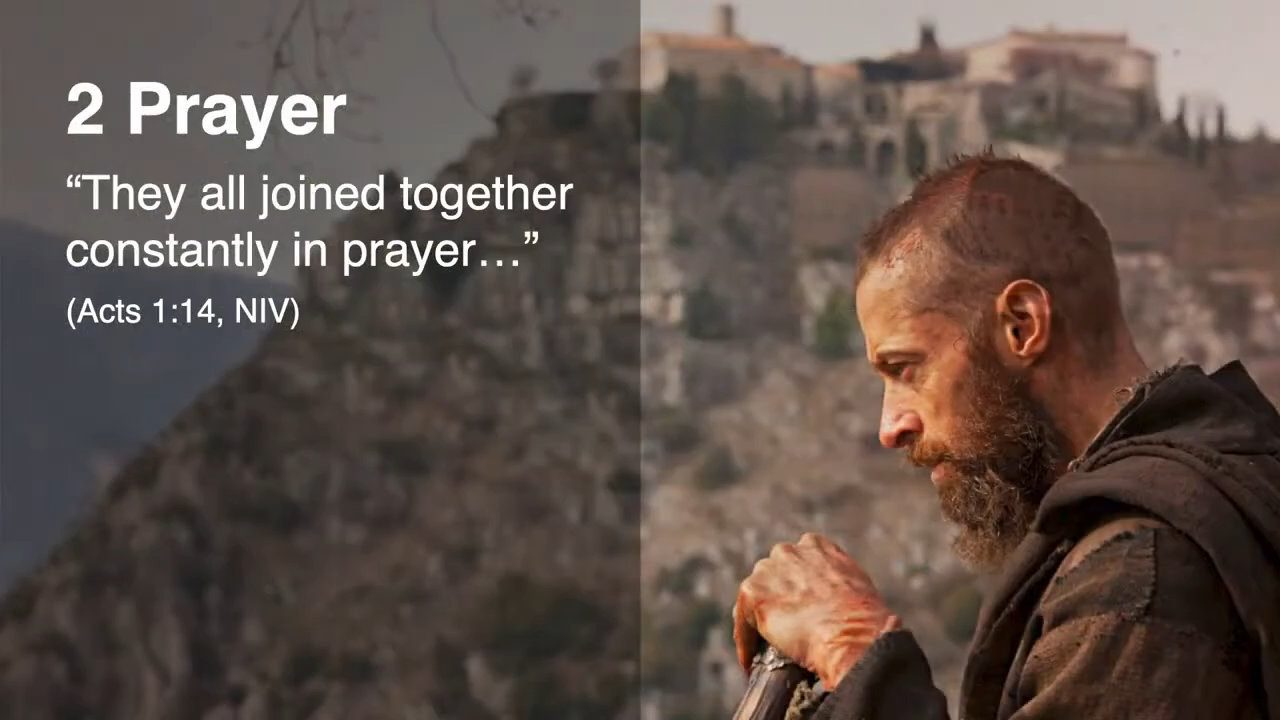 2 Prayer
“They all joined together
constantly in prayer…”
(Acts 1:14, NIV)